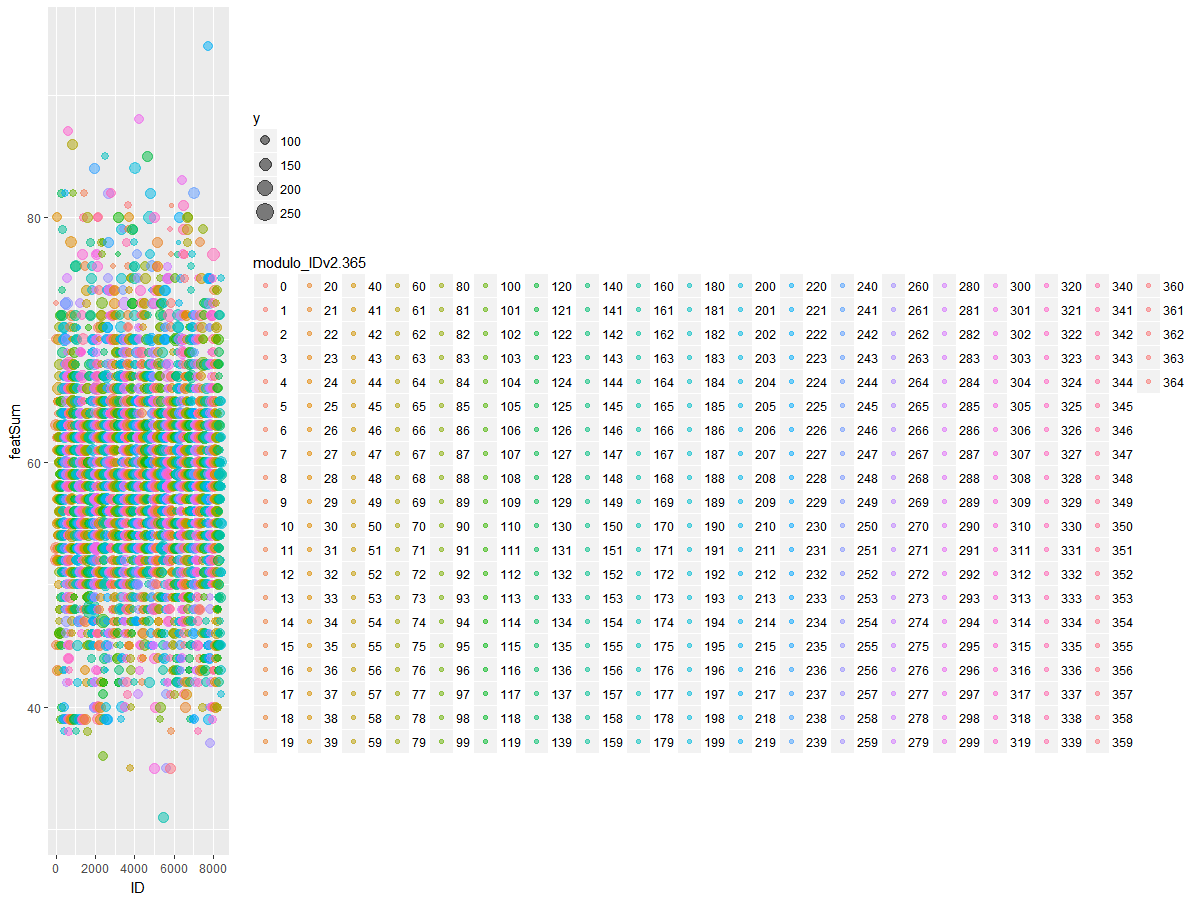 featSum
80
60
40
0 2000 4000 6000 8000
ID
y
100
150
200
250
modulo_IDv2.365
0 20 40 60 80 100 120 140 160 180 200 220 240 260 280 300 320 340 360
1 21 41 61 81 101 121 141 161 181 201 221 241 261 281 301 321 341 361
2 22 42 62 82 102 122 142 162 182 202 222 242 262 282 302 322 342 362
3 23 43 63 83 103 123 143 163 183 203 223 243 263 283 303 323 343 363
4 24 44 64 84 104 124 144 164 184 204 224 244 264 284 304 324 344 364
5 25 45 65 85 105 125 145 165 185 205 225 245 265 285 305 325 345
6 26 46 66 86 106 126 146 166 186 206 226 246 266 286 306 326 346
7 27 47 67 87 107 127 147 167 187 207 227 247 267 287 307 327 347
8 28 48 68 88 108 128 148 168 188 208 228 248 268 288 308 328 348
9 29 49 69 89 109 129 149 169 189 209 229 249 269 289 309 329 349
10 30 50 70 90 110 130 150 170 190 210 230 250 270 290 310 330 350
11 31 51 71 91 111 131 151 171 191 211 231 251 271 291 311 331 351
12 32 52 72 92 112 132 152 172 192 212 232 252 272 292 312 332 352
13 33 53 73 93 113 133 153 173 193 213 233 253 273 293 313 333 353
14 34 54 74 94 114 134 154 174 194 214 234 254 274 294 314 334 354
15 35 55 75 95 115 135 155 175 195 215 235 255 275 295 315 335 355
16 36 56 76 96 116 136 156 176 196 216 236 256 276 296 316 336 356
17 37 57 77 97 117 137 157 177 197 217 237 257 277 297 317 337 357
18 38 58 78 98 118 138 158 178 198 218 238 258 278 298 318 338 358
19 39 59 79 99 119 139 159 179 199 219 239 259 279 299 319 339 359